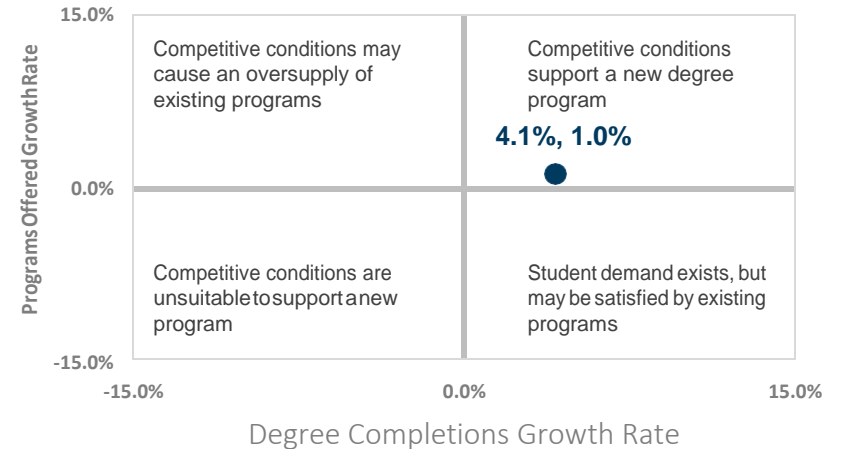 15.0%
Programs Offered Growth Rate
Competitive conditions may
cause an oversupply of
existing programs
Competitive conditions
support a new degree
program
4.1%, 1.0%
0.0%
Competitive conditions are
unsuitable to support a new
program
Student demand exists, but
may be satisfied by existing
programs
-15.0%
-15.0%
0.0%
15.0%
Degree Completions Growth Rate